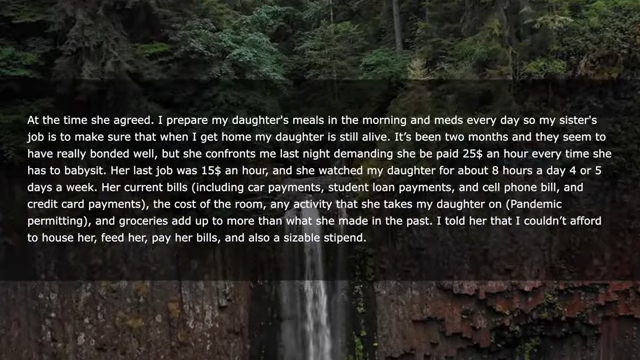 At the time she agreed. I prepare my daughter's meals in the morning and meds every day so my sister's
job is to make sure that when I get home my daughter is still alive. It’s been two months and they seem to
have really bonded well, but she confronts me last night demanding she be paid 25$ an hour every time she
has to babysit. Her last job was 15$ an hour, and she watched my daughter for about 8 hours a day 4 or 5
days a week. Her current bills (including car payments, student loan payments, and cell phone bill, and
credit card payments), the cost of the room, any activity that she takes my daughter on (Pandemic
permitting), and groceries add up to more than what she made in the past. I told her that I couldn’t afford
to house her, feed her, pay her bills, and also a sizable stipend.